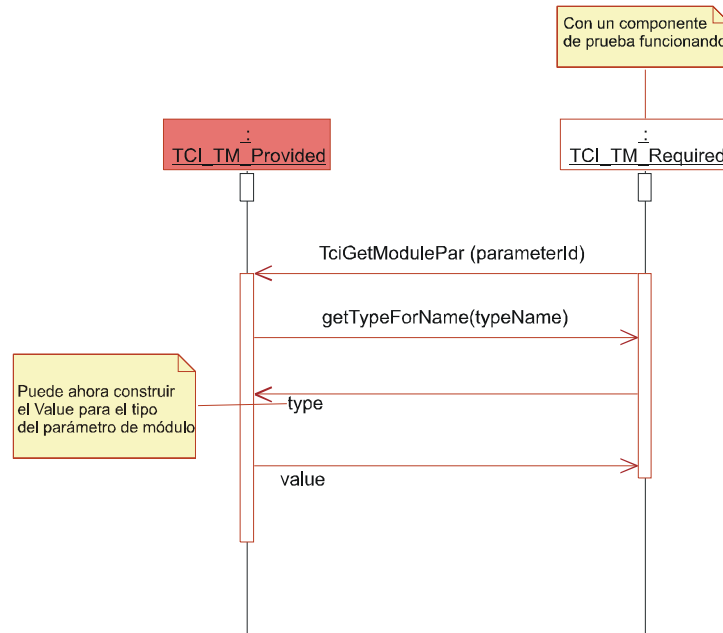 Con un componente
de prueba funcionando
:
TCI_TM_Provided
:
TCI_TM_Required
TciGetModulePar (parameterId)
getTypeForName(typeName)
Puede ahora construir
el Value para el tipo
del parámetro de módulo
type
value